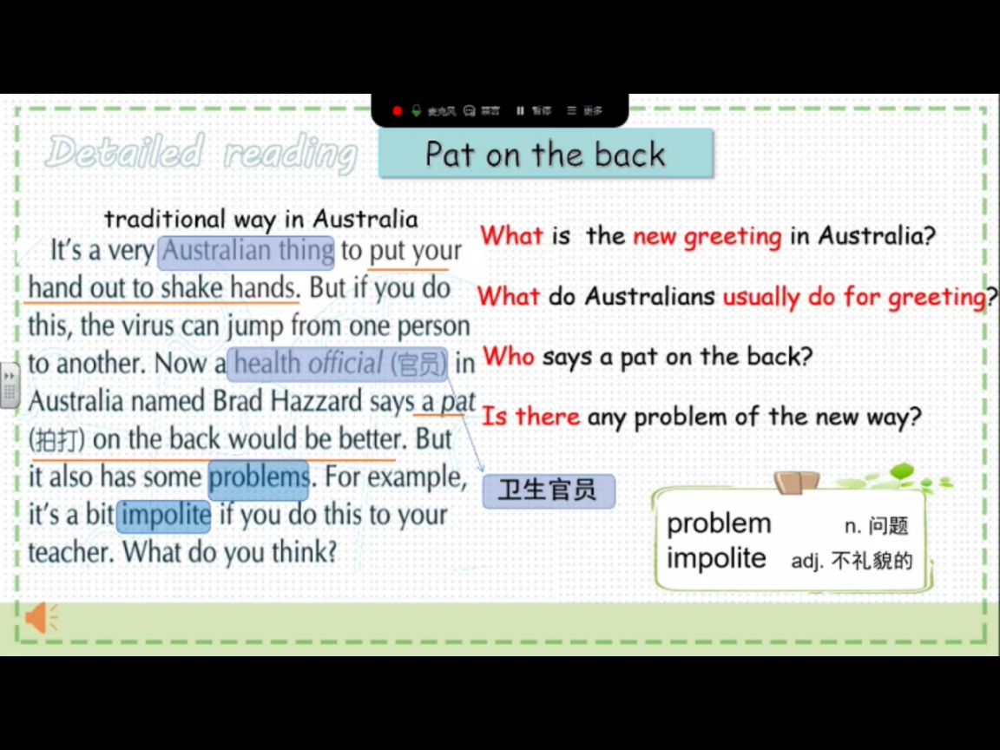 麦克风 禁言 暂停 更多
Detailed reading
Pat on the back
traditional way in Australia
It's a very Australian thing to put your
hand out to shake hands. But if you do
this, the virus can jump from one person
to another. Now a health official (官员) in
Australia named Brad Hazzard says a pat
(拍打) on the back would be better. But
it also has some problems. For example,
it's a bit impolite if you do this to your
teacher. What do you think?
What is the new greeting in Australia?
What do Australians usually do for greeting?
Who says a pat on the back?
Is there any problem of the new way?
卫生官员
problem n. 问题
impolite adj. 不礼貌的